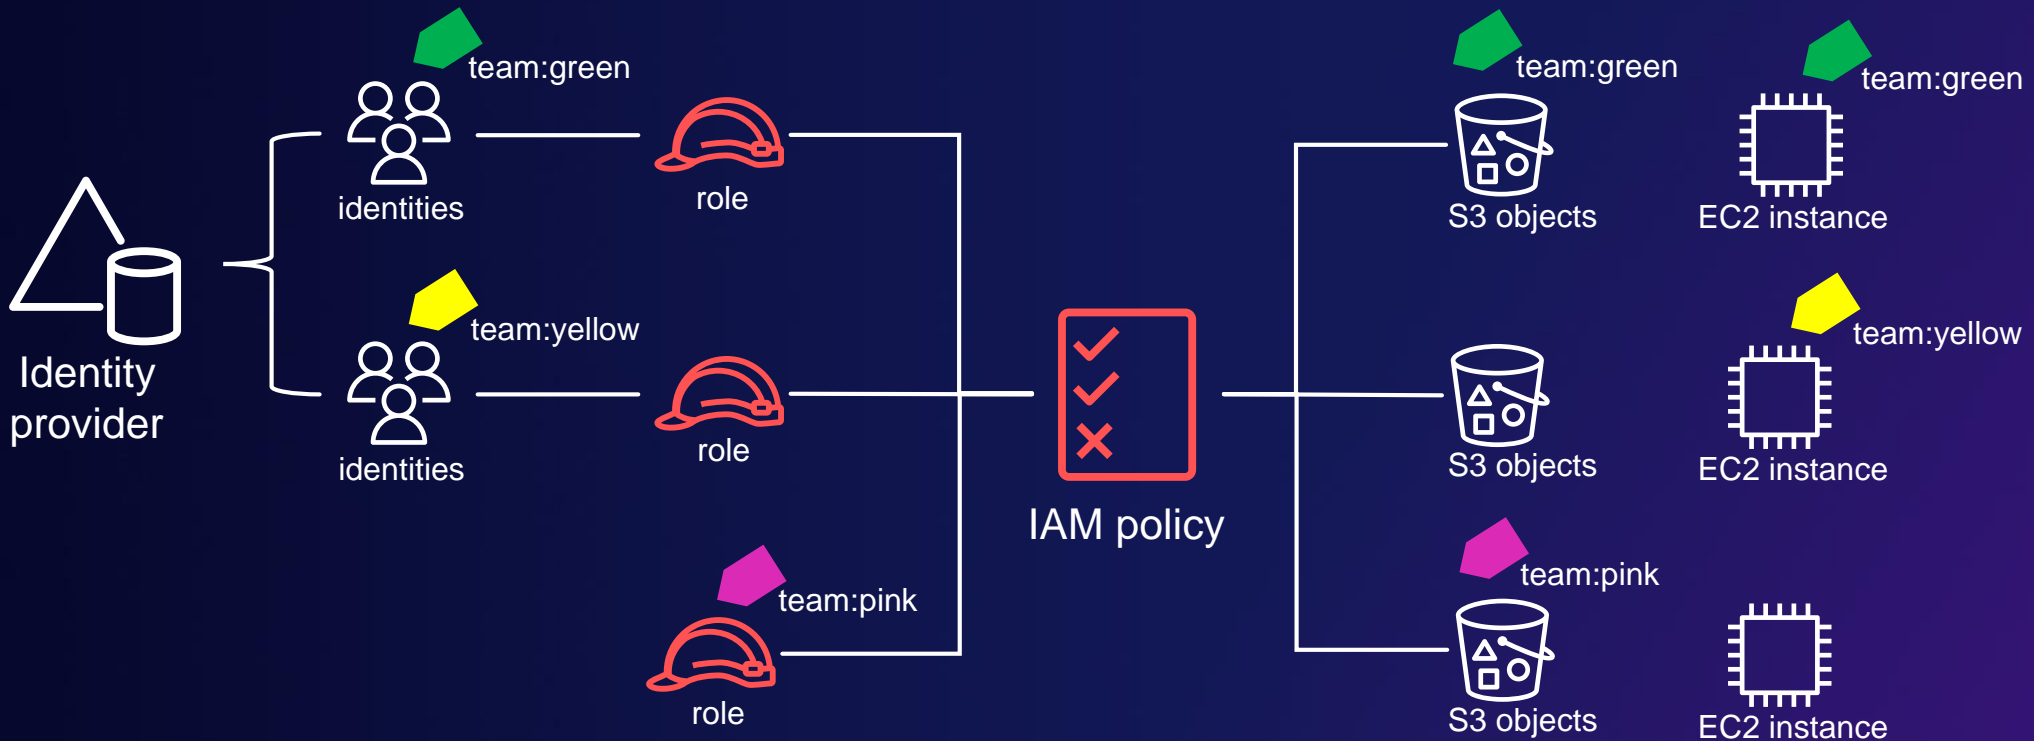 team:green
team:green
team:green
identities
role
S3 objects
EC2 instance
team:yellow
team:yellow
Identity
provider
identities
role
S3 objects
EC2 instance
IAM policy
team:pink
team:pink
role
S3 objects
EC2 instance